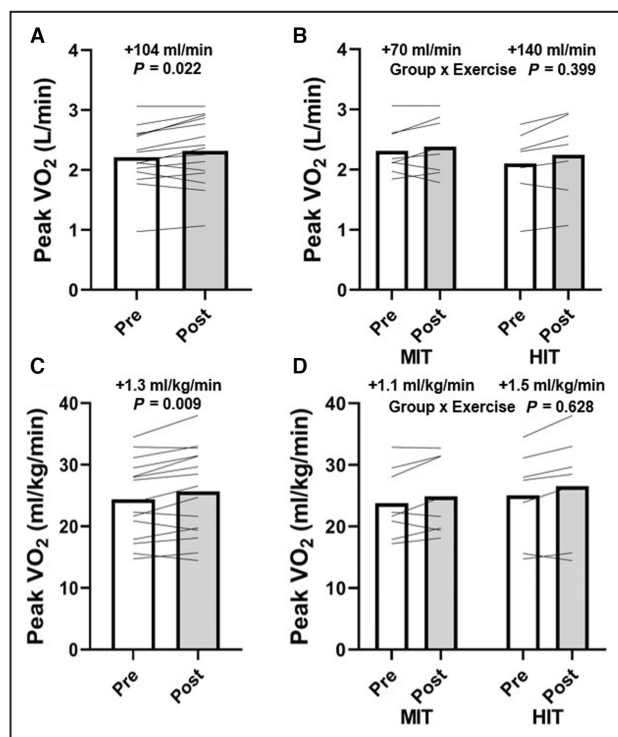 A
+104 ml/min
P = 0.022
Peak VO2 (L/min)
4
3
2
1
0
Pre
Post
B
+70 ml/min
+140 ml/min
Group x Exercise P = 0.399
Peak VO2 (L/min)
4
3
2
1
0
Pre
Post
Pre
Post
MIT
HIT
C
+1.3 ml/kg/min
P = 0.009
Peak VO2 (ml/kg/min)
40
30
20
10
0
Pre
Post
D
+1.1 ml/kg/min
+1.5 ml/kg/min
Group x Exercise P = 0.628
Peak VO2 (ml/kg/min)
40
30
20
10
0
Pre
Post
Pre
Post
MIT
HIT